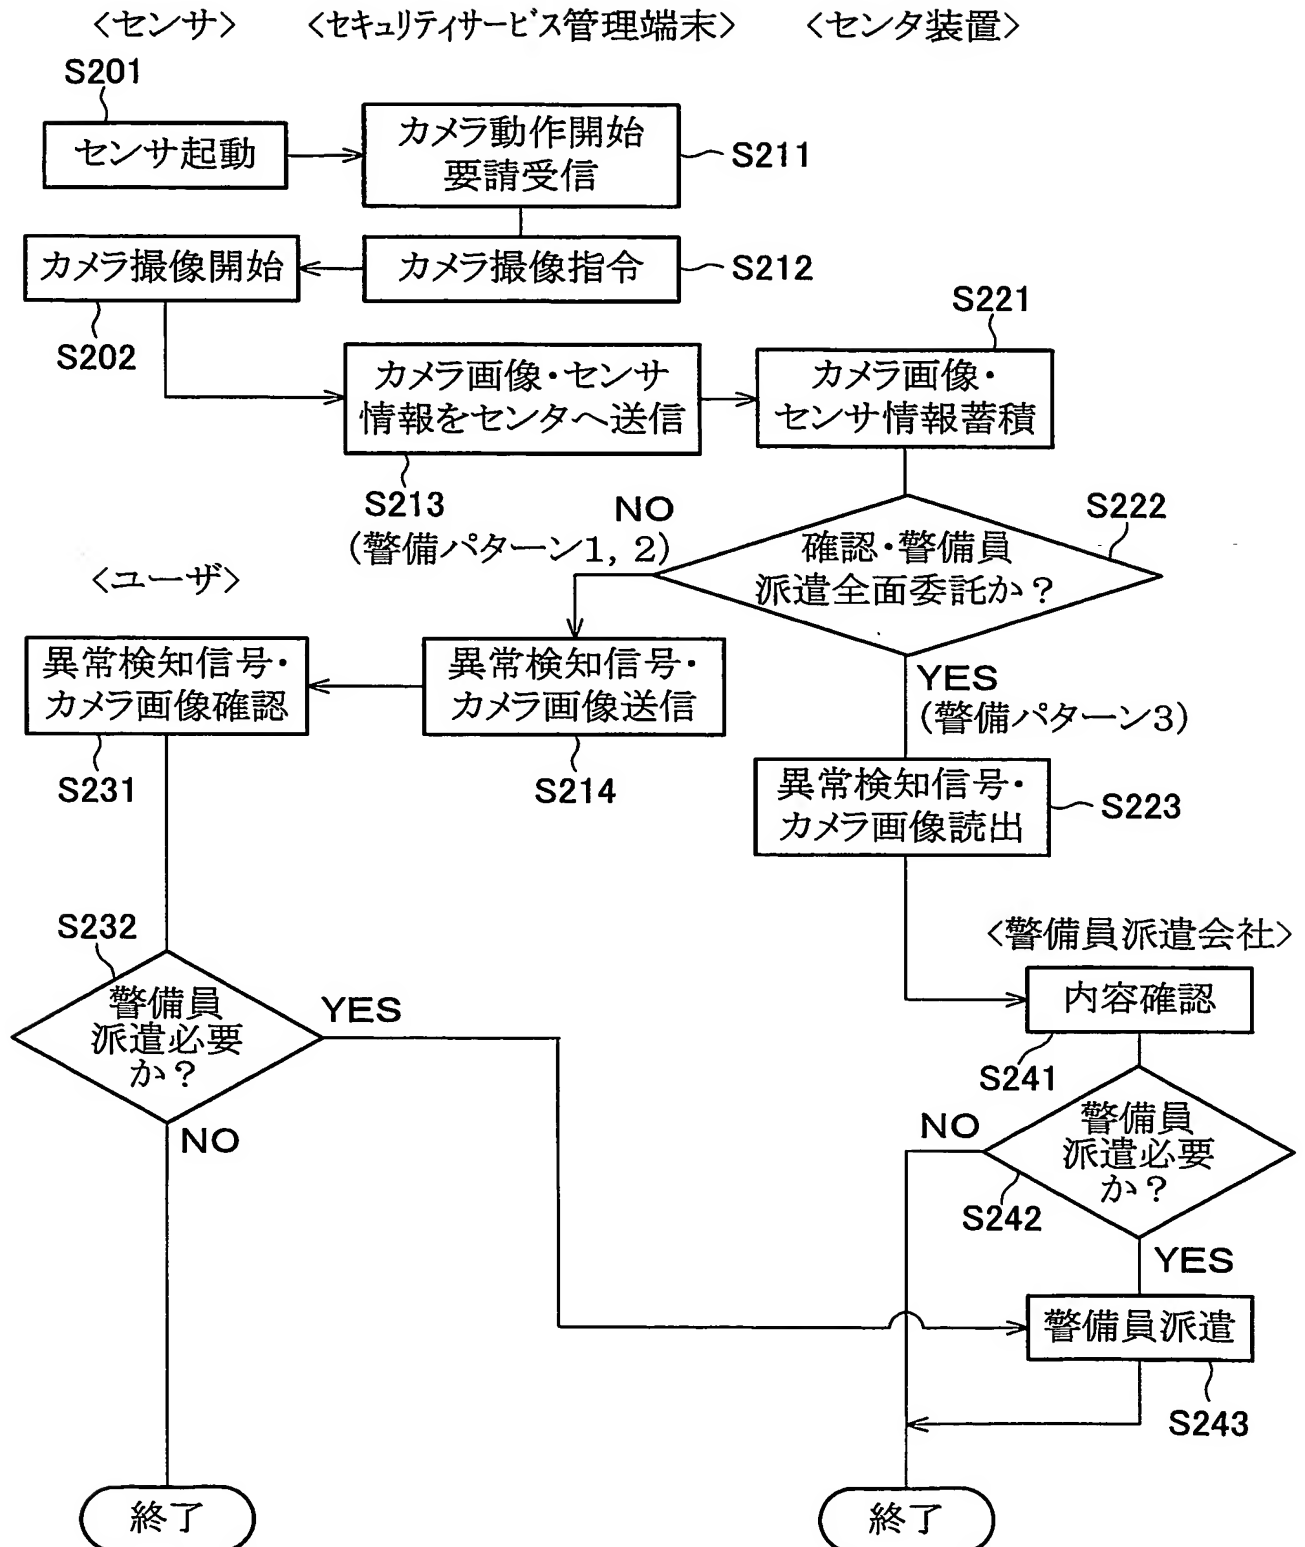 <センサ>
<セキュリティサービス管理端末>
<センタ装置>
S201
センサ起動
カメラ動作開始
要請受信
S211
カメラ撮像開始
カメラ撮像指令
S212
S202
S221
カメラ画像・センサ
情報をセンタへ送信
カメラ画像・
センサ情報蓄積
S213
NO
(警備パターン1, 2)
S222
確認・警備員
派遣全面委託か?
<ユーザ>
異常検知信号・
カメラ画像確認
異常検知信号・
カメラ画像送信
YES
(警備パターン3)
S231
S214
異常検知信号・
カメラ画像読出
S223
S232
<警備員派遣会社>
警備員
派遣必要
か?
YES
内容確認
S241
NO
NO
警備員
派遣必要
か?
S242
YES
警備員派遣
S243
終了
終了